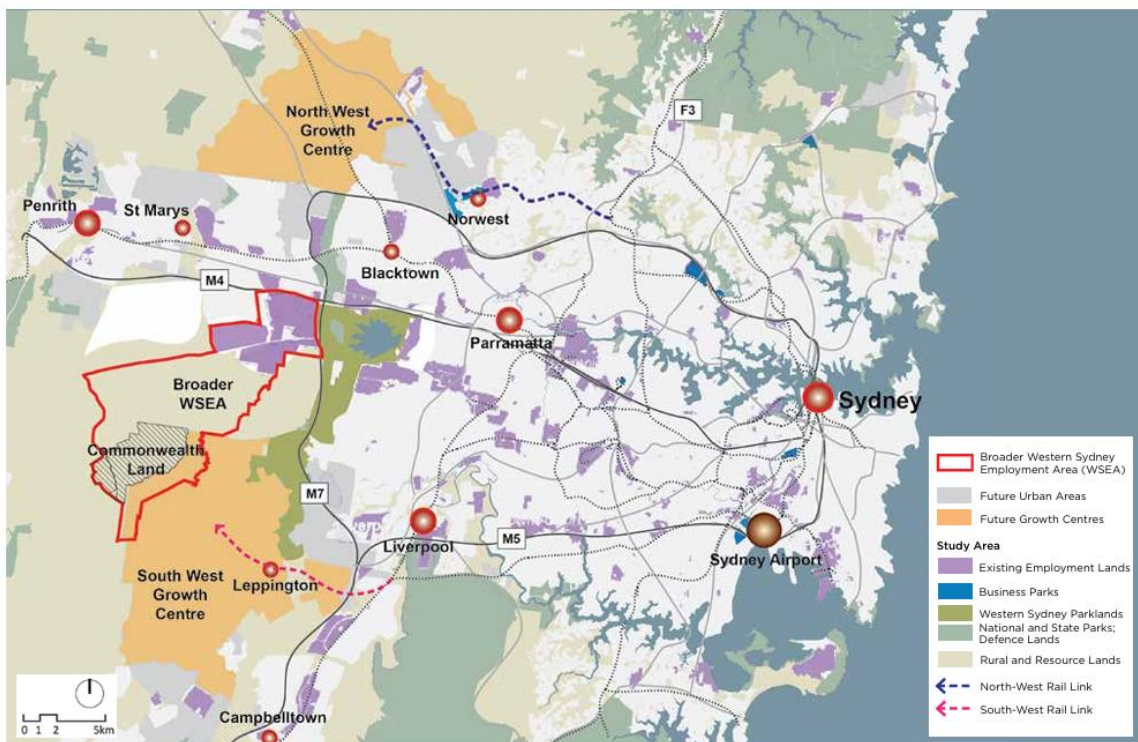 F3
North West
Growth
Centre
Penrith
St Marys
Norwest
Blacktown
M4
Parramatta
Broader
WSEA
Sydney
Commonwealth
Land
M7
Liverpool
M5
Sydney Airport
South West
Growth
Centre
Leppington
Campbelltown
0 1 2 5km
Broader Western Sydney
Employment Area (WSEA)
Future Urban Areas
Future Growth Centres
Study Area
Existing Employment Lands
Business Parks
Western Sydney Parklands
National and State Parks;
Defence Lands
Rural and Resource Lands
North-West Rail Link
South-West Rail Link